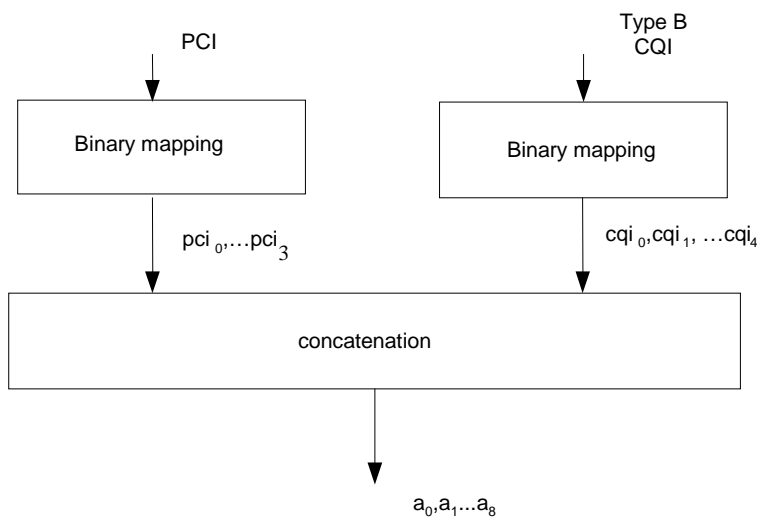 PCI
Type B
CQI
Binary mapping
Binary mapping
pci₀,…pci₃
cqi₀,cqi₁, …cqi₄
concatenation
a₀,a₁...a₈